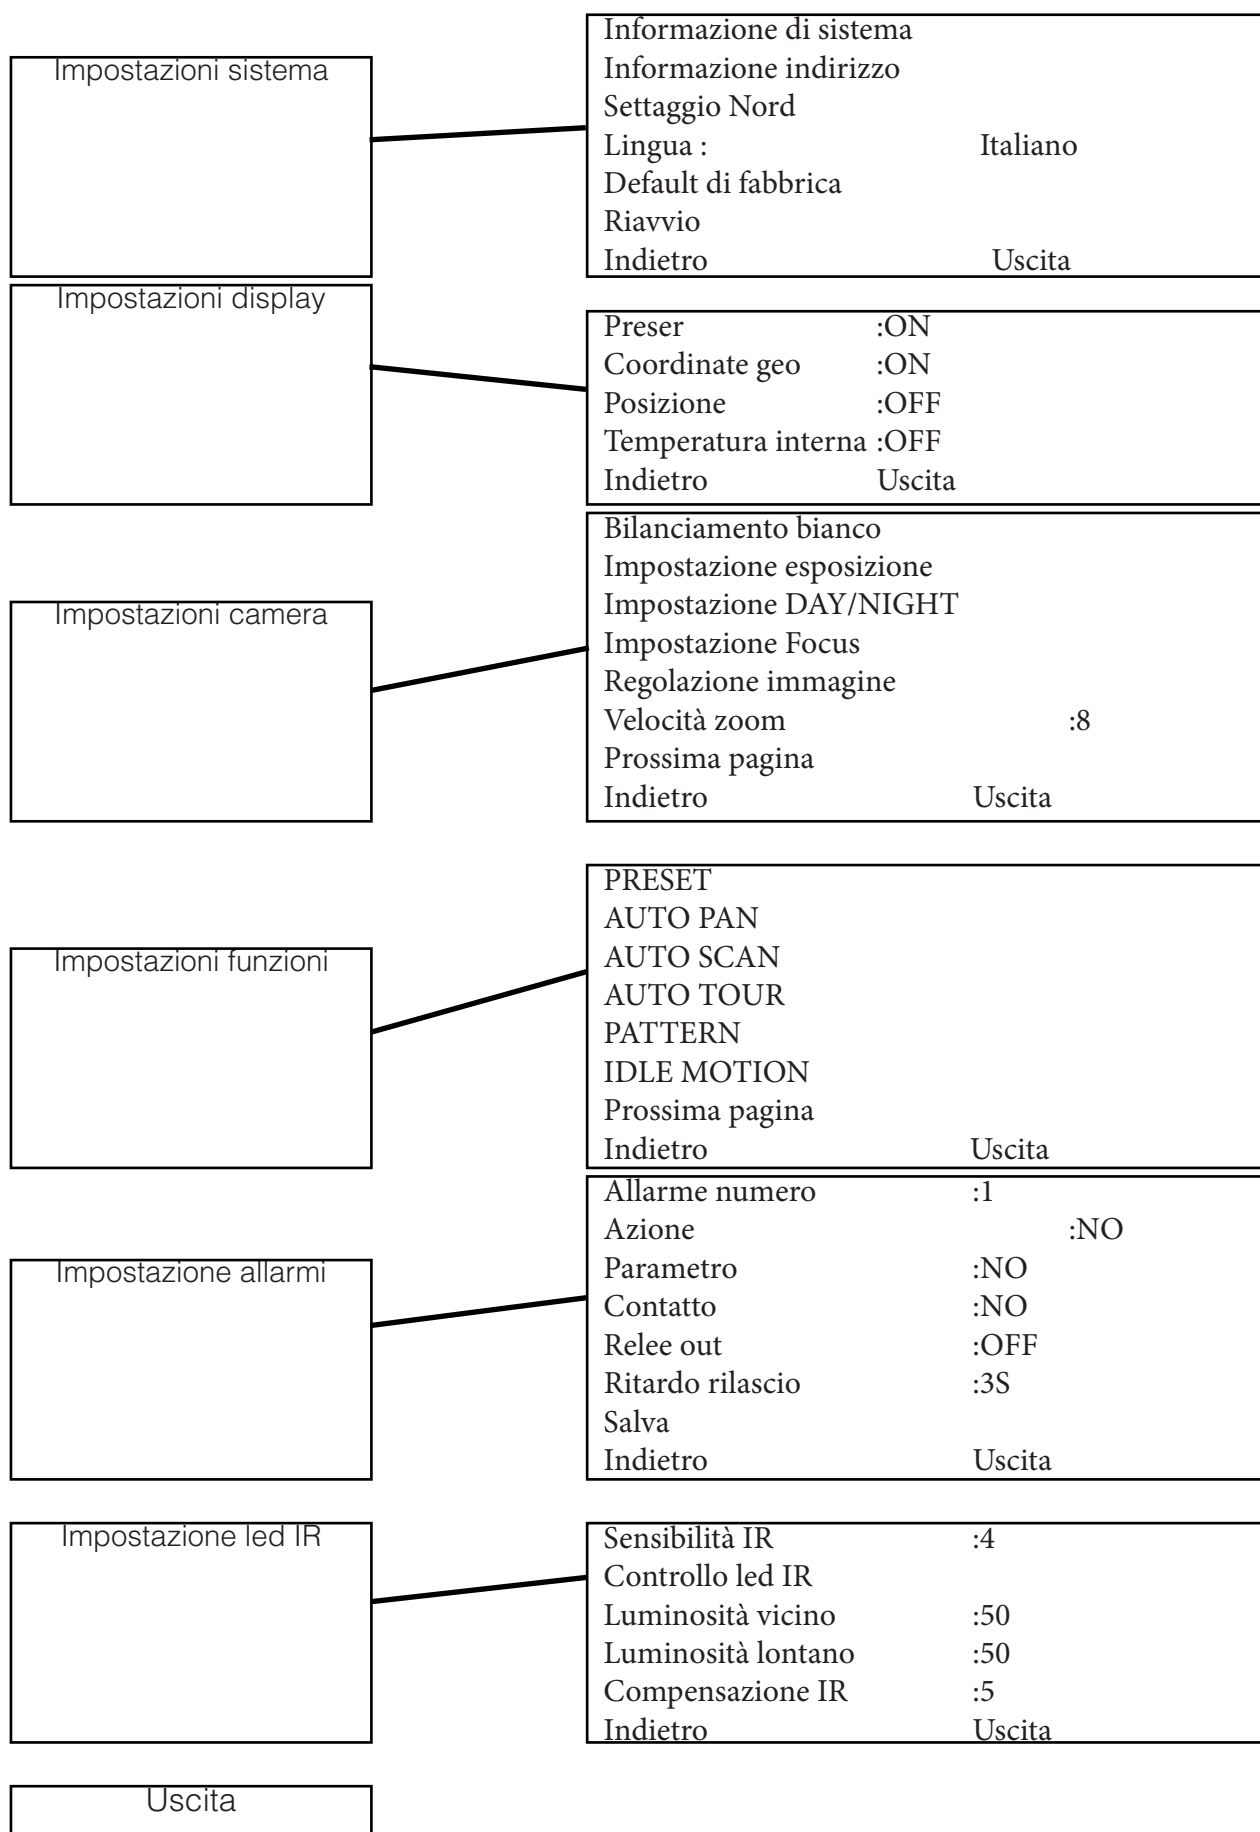 Impostazioni sistema
Informazione di sistema
Informazione indirizzo
Settaggio Nord
Lingua : Italiano
Default di fabbrica
Riavvio
Indietro Uscita
Impostazioni display
Preser :ON
Coordinate geo :ON
Posizione :OFF
Temperatura interna :OFF
Indietro Uscita
Impostazioni camera
Bilanciamento bianco
Impostazione esposizione
Impostazione DAY/NIGHT
Impostazione Focus
Regolazione immagine
Velocità zoom :8
Prossima pagina
Indietro Uscita
Impostazioni funzioni
PRESET
AUTO PAN
AUTO SCAN
AUTO TOUR
PATTERN
IDLE MOTION
Prossima pagina
Indietro Uscita
Impostazione allarmi
Allarme numero :1
Azione :NO
Parametro :NO
Contatto :NO
Relee out :OFF
Ritardo rilascio :3S
Salva
Indietro Uscita
Impostazione led IR
Sensibilità IR :4
Controllo led IR
Luminosità vicino :50
Luminosità lontano :50
Compensazione IR :5
Indietro Uscita
Uscita